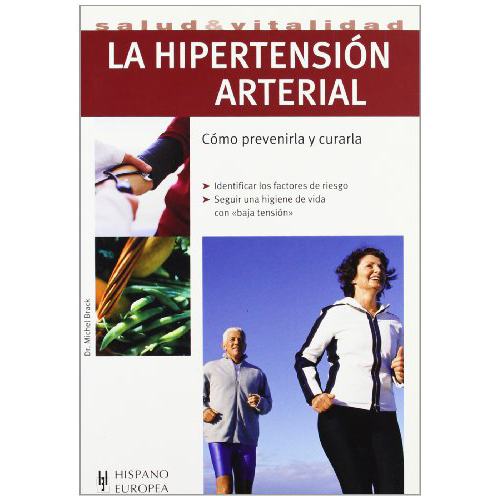 salud&vitalidad
LA HIPERTENSIÓN
ARTERIAL
Cómo prevenirla y curarla
➤ Identificar los factores de riesgo
➤ Seguir una higiene de vida
con «baja tensión»
Dr. Michel Brack
HISPANO
EUROPEA